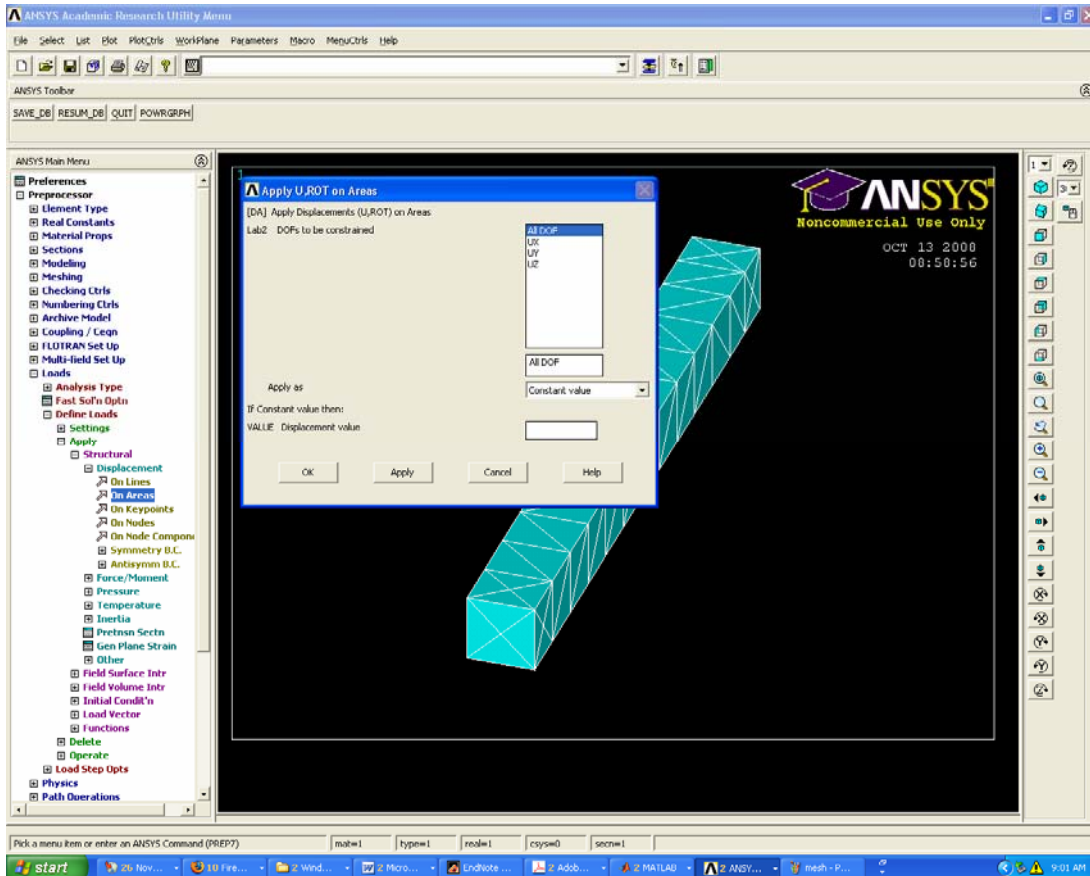 ANSYS Academic Research Utility Menu
File Select List Plot PlotCtrls WorkPlane Parameters Macro MenuCtrls Help
ANSYS Toolbar
SAVE_DB RESUM_DB QUIT POWRGRPH
ANSYS Main Menu
Preferences
Preprocessor
Element Type
Real Constants
Material Props
Sections
Modeling
Meshing
Checking Ctrls
Numbering Ctrls
Archive Model
Coupling / Ceqn
FLOTRAN Set Up
Multi-field Set Up
Loads
Analysis Type
Fast Sol'n Optn
Define Loads
Settings
Apply
Structural
Displacement
On Lines
On Areas
On Keypoints
On Nodes
On Node Compone
Symmetry B.C.
Antisymm B.C.
Force/Moment
Pressure
Temperature
Inertia
Pretnsn Sectn
Gen Plane Strain
Other
Field Surface Intr
Field Volume Intr
Initial Condit'n
Load Vector
Functions
Delete
Operate
Load Step Opts
Physics
Path Operations
1
Apply U,ROT on Areas
[DA] Apply Displacements (U,ROT) on Areas
Lab2 DOFs to be constrained
All DOF
UX
UY
UZ
All DOF
Apply as
Constant value
If Constant value then:
VALUE Displacement value
OK Apply Cancel Help
ANSYS
Noncommercial Use Only
OCT 13 2008
08:58:56
1
3
Pick a menu item or enter an ANSYS Command (PREP7)
mat=1 type=1 real=1 csys=0 secn=1
start 26 Nov... 10 Fire... 2 Wind... 2 Micro... EndNote ... 2 Adob... 2 MATLAB 2 ANSY... mesh - P... 9:01 AM